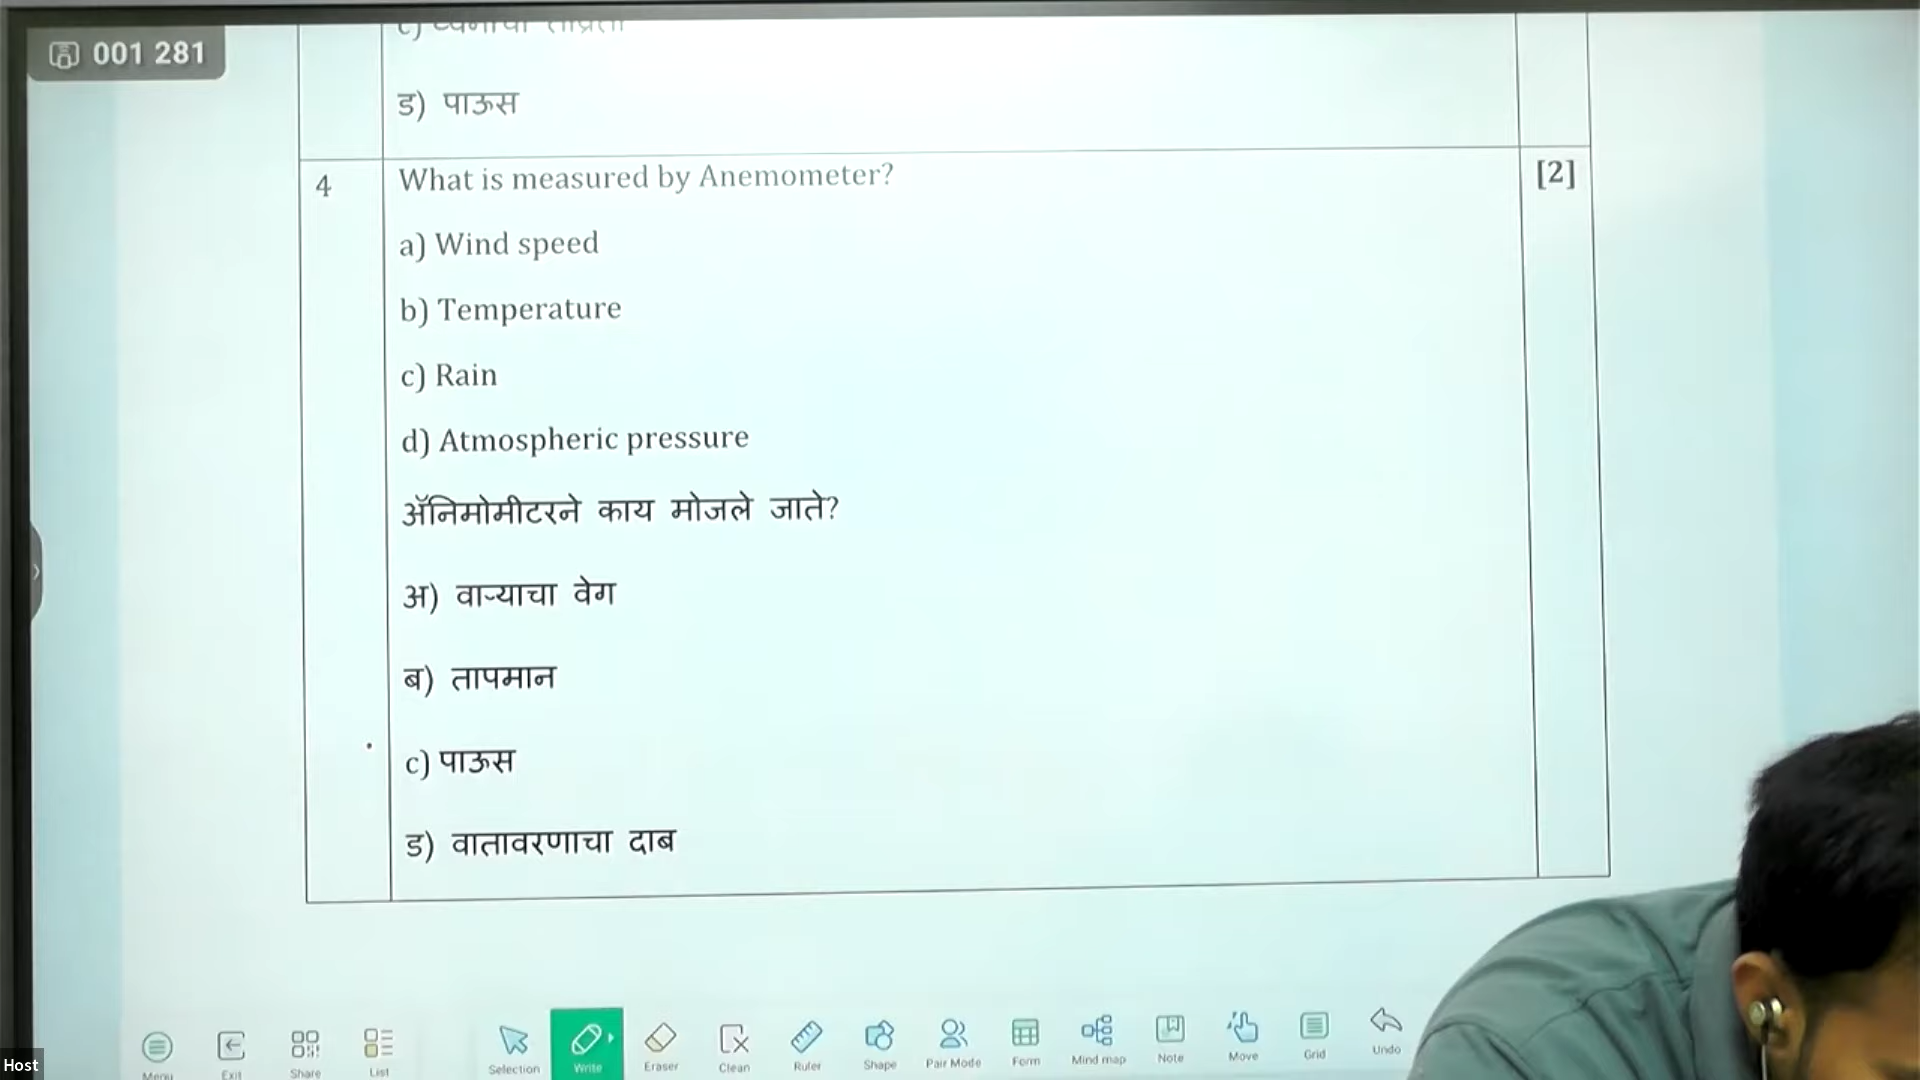 001 281
ड) पाऊस
4 What is measured by Anemometer? [2]
a) Wind speed
b) Temperature
c) Rain
d) Atmospheric pressure
ॲनिमोमीटरने काय मोजले जाते?
अ) वाऱ्याचा वेग
ब) तापमान
c) पाऊस
ड) वातावरणाचा दाब
Menu Exit Share List Selection Write Eraser Clean Ruler Shape Pair Mode Form Mind map Note Move Grid Undo
Host